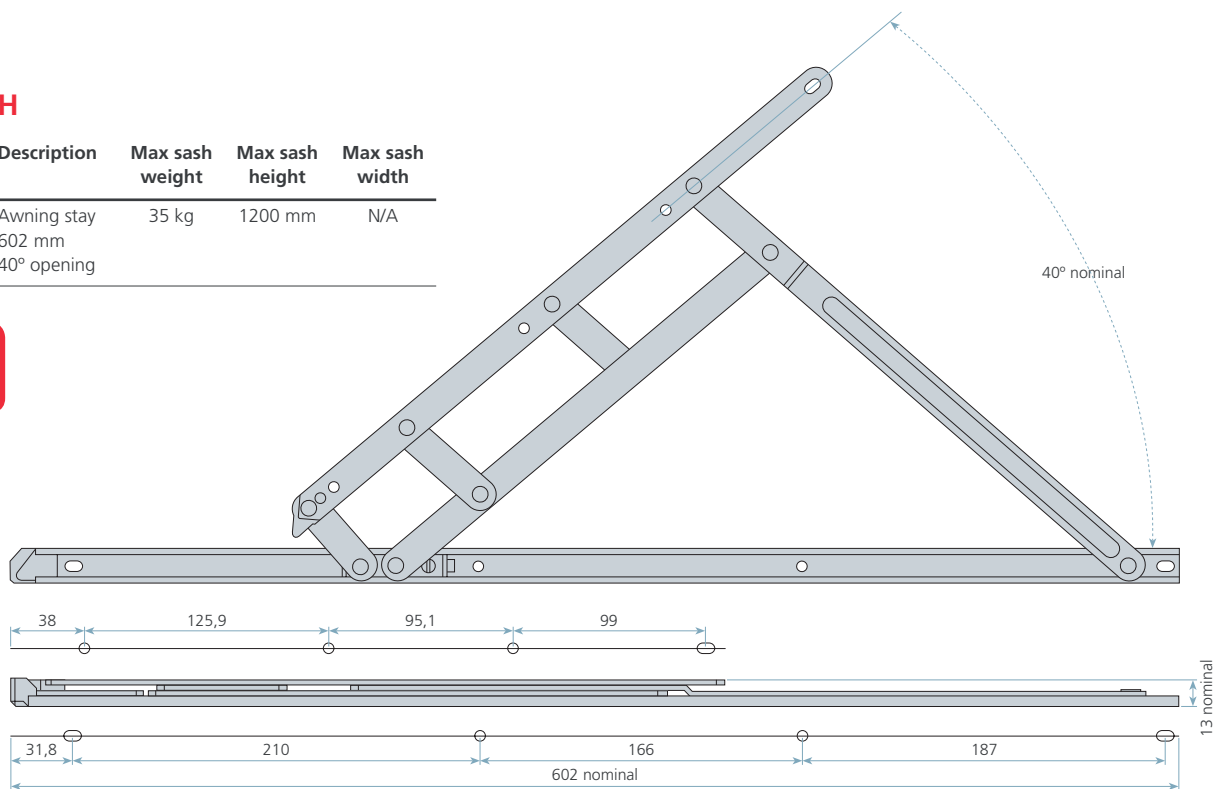 H
Description Max sash Max sash Max sash
weight height width
Awning stay 35 kg 1200 mm N/A
602 mm
40º opening
40º nominal
38 125,9 95,1 99
13 nominal
31,8 210 166 187
602 nominal